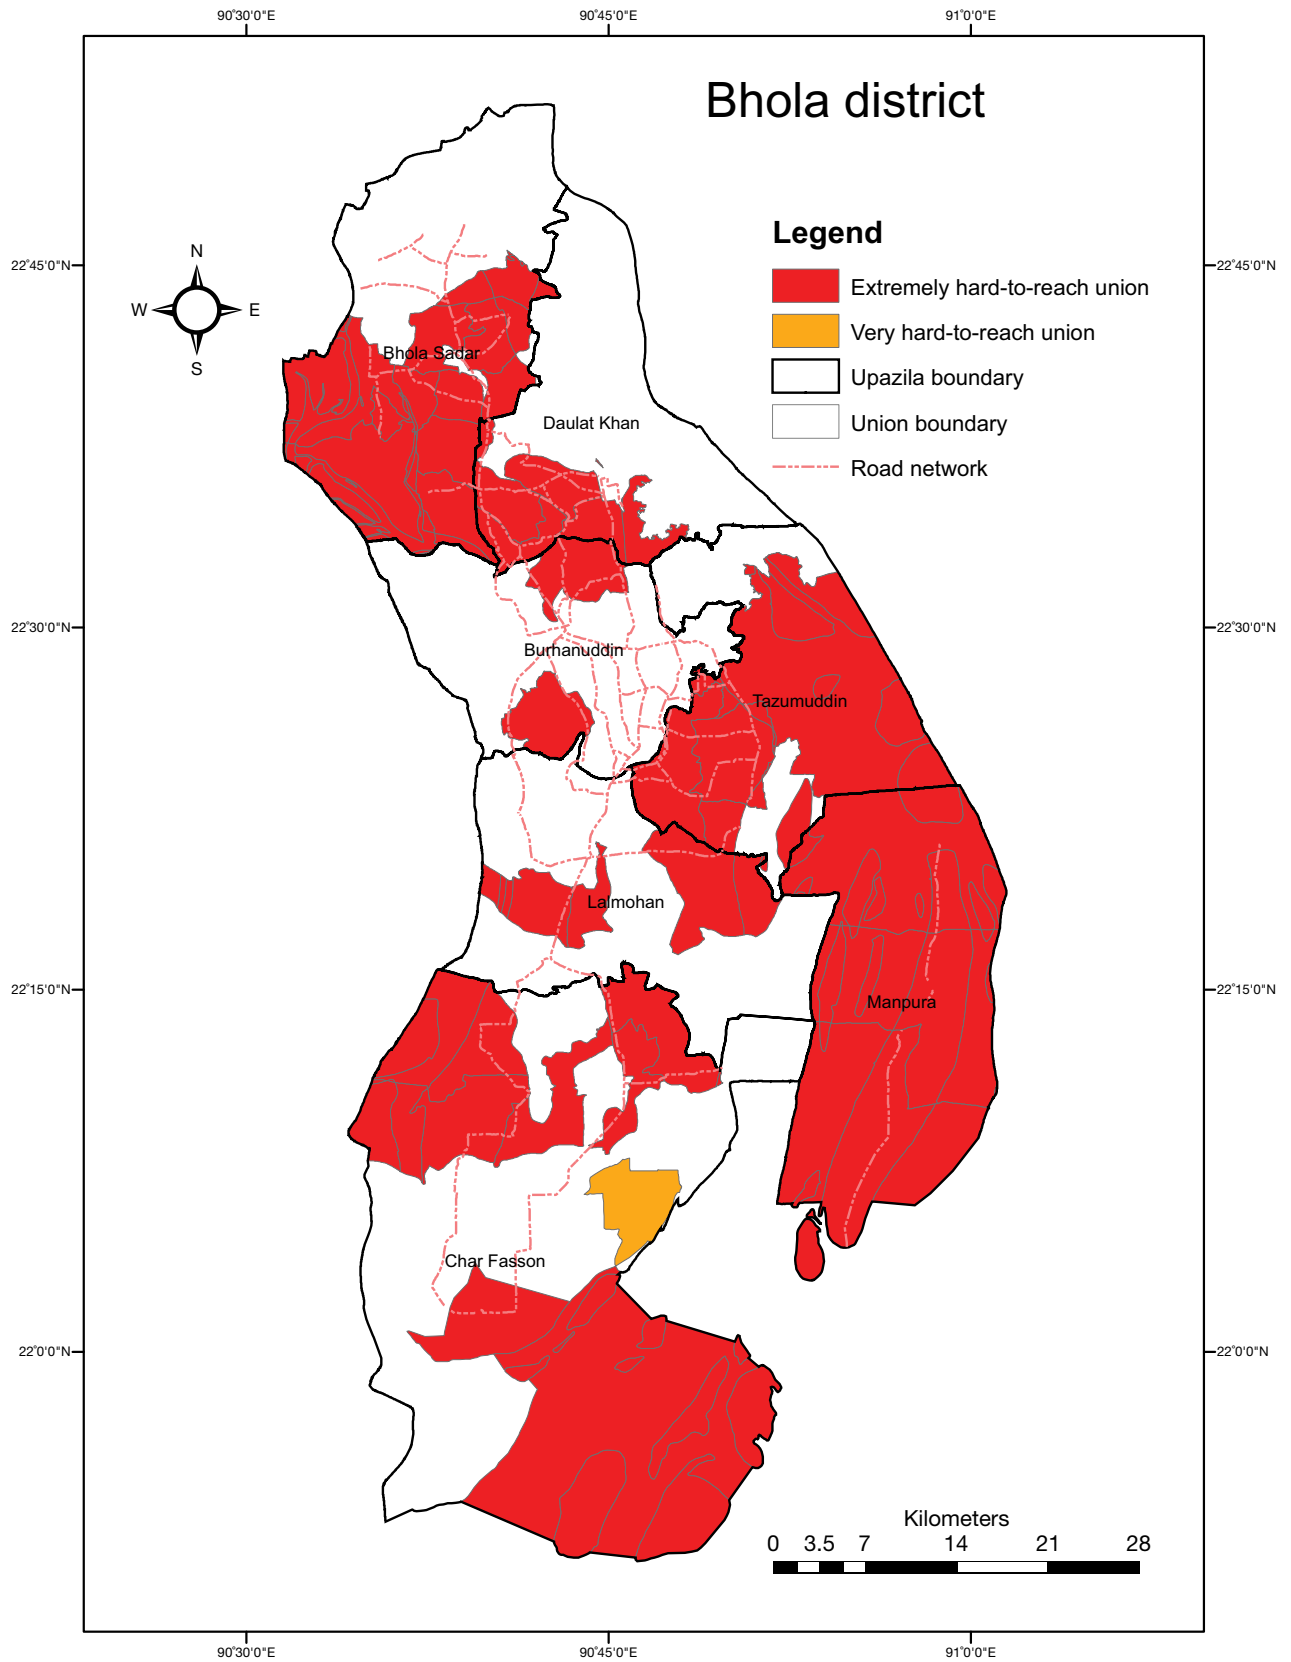 90°30'0"E 90°45'0"E 91°0'0"E
Bhola district
Legend
Extremely hard-to-reach union
Very hard-to-reach union
Upazila boundary
Union boundary
Road network
22°45'0"N 22°45'0"N
N
W E
S
Bhola Sadar
Daulat Khan
22°30'0"N 22°30'0"N
Burhanuddin
Tazumuddin
Lalmohan
22°15'0"N 22°15'0"N
Manpura
Char Fasson
22°0'0"N 22°0'0"N
Kilometers
0 3.5 7 14 21 28
90°30'0"E 90°45'0"E 91°0'0"E